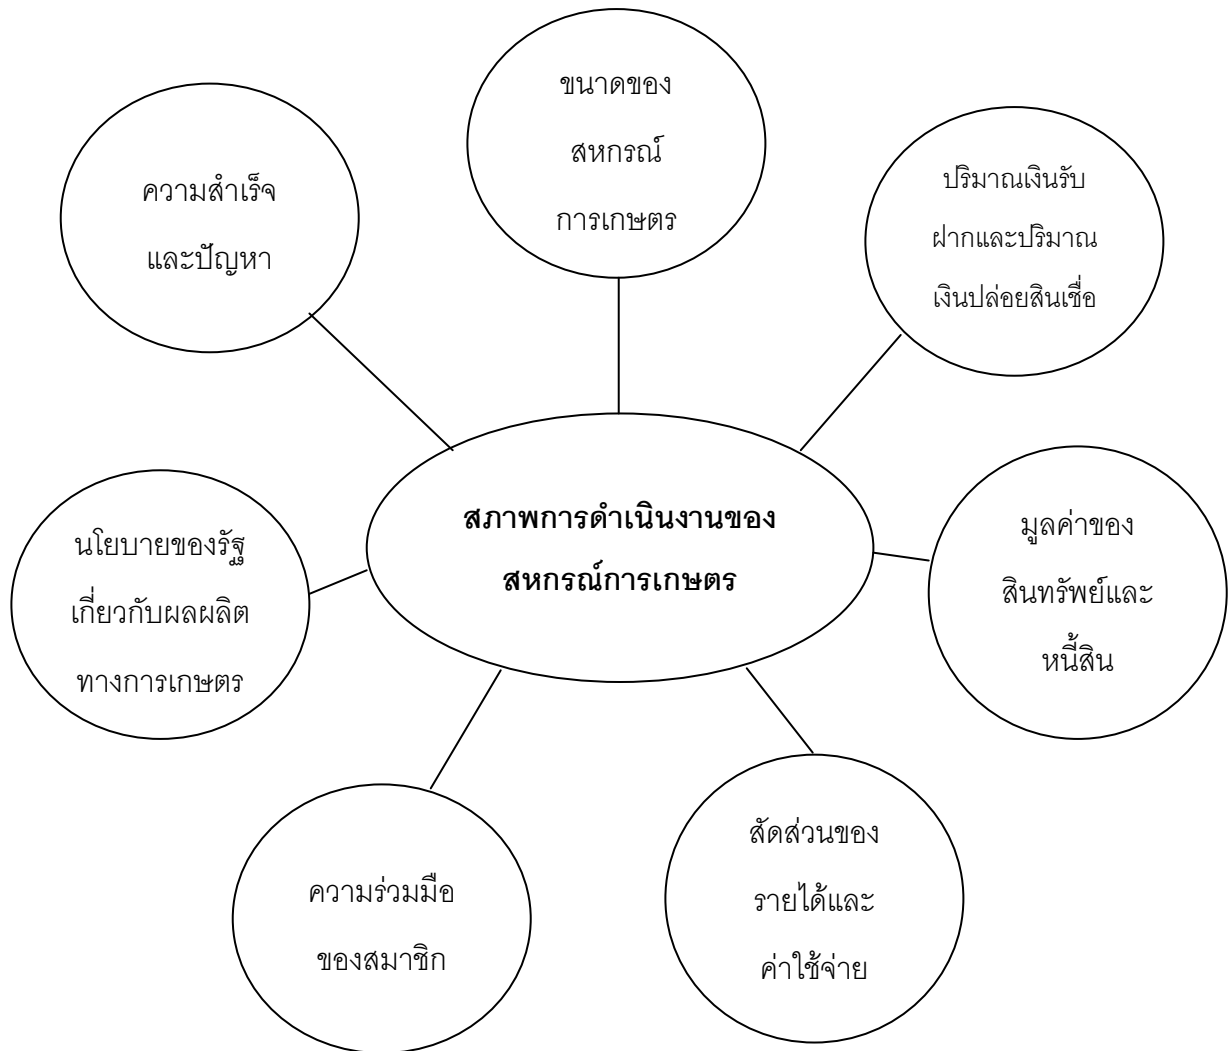 ขนาดของ
สหกรณ์
การเกษตร
ความสำเร็จ
และปัญหา
ปริมาณเงินรับ
ฝากและปริมาณ
เงินปล่อยสินเชื่อ
สภาพการดำเนินงานของ
สหกรณ์การเกษตร
นโยบายของรัฐ
เกี่ยวกับผลผลิต
ทางการเกษตร
มูลค่าของ
สินทรัพย์และ
หนี้สิน
ความร่วมมือ
ของสมาชิก
สัดส่วนของ
รายได้และ
ค่าใช้จ่าย